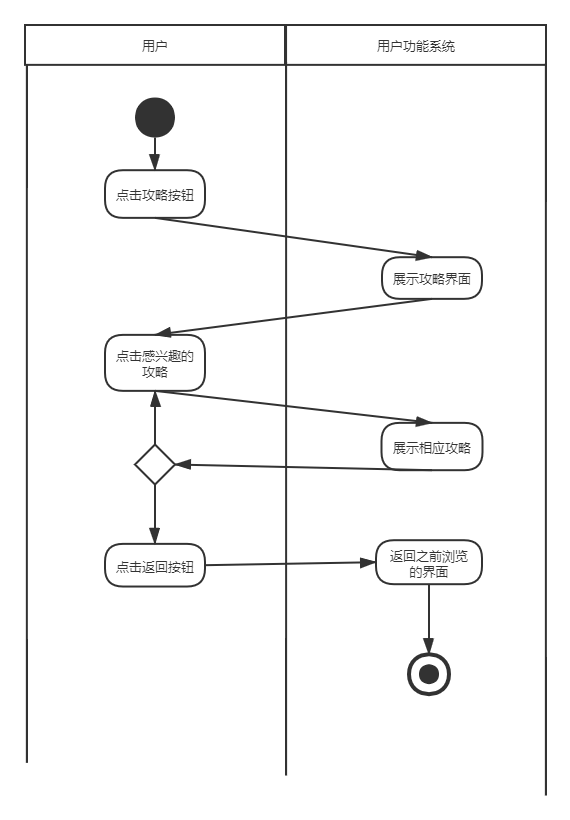 用户
用户功能系统
点击攻略按钮
展示攻略界面
点击感兴趣的
攻略
展示相应攻略
点击返回按钮
返回之前浏览
的界面